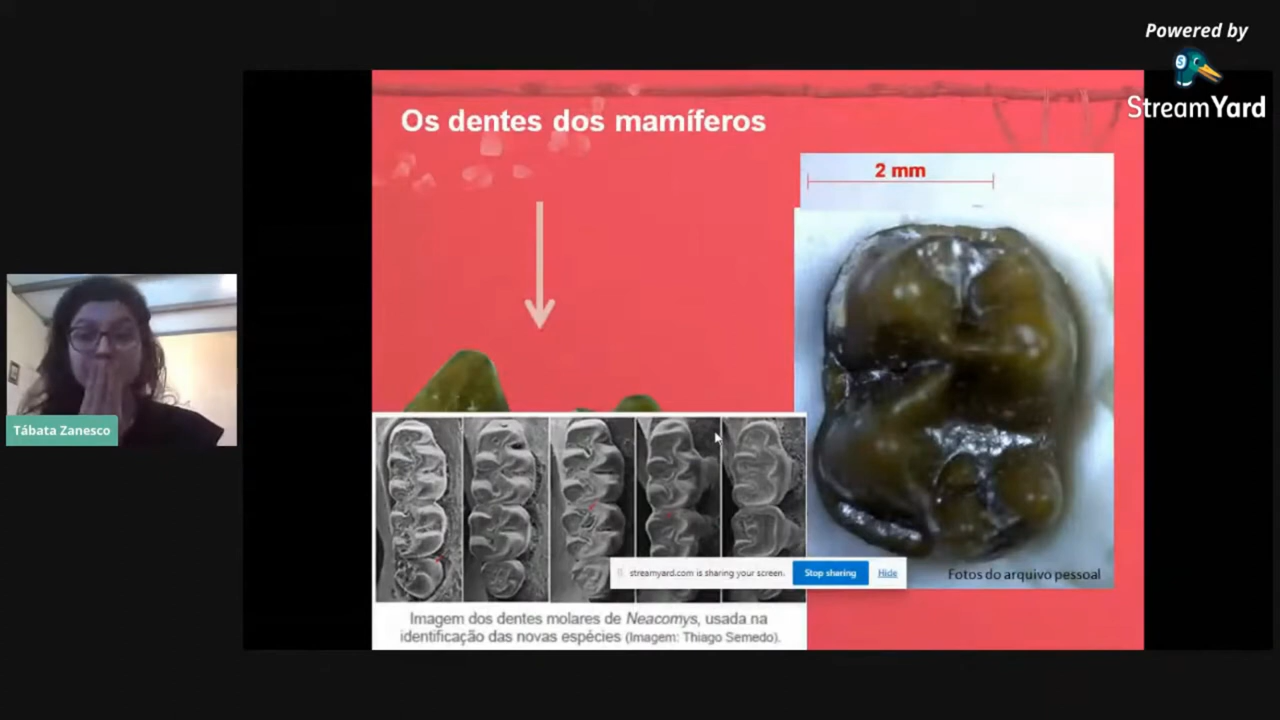 Powered by
StreamYard
Os dentes dos mamíferos
2 mm
Tábata Zanesco
streamyard.com is sharing your screen.
Stop sharing
Hide
Fotos do arquivo pessoal
Imagem dos dentes molares de Neacomys, usada na
identificação das novas espécies (Imagem: Thiago Semedo).